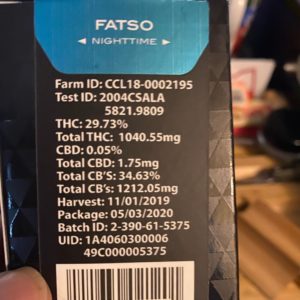 FATSO
NIGHTTIME
Farm ID: CCL18-0002195
Test ID: 2004CSALA
5821.9809
THC: 29.73%
Total THC: 1040.55mg
CBD: 0.05%
Total CBD: 1.75mg
Total CB'S: 34.63%
Total CB's: 1212.05mg
Harvest: 11/01/2019
Package: 05/03/2020
Batch ID: 2-390-61-5375
UID: 1A4060300006
49C000005375